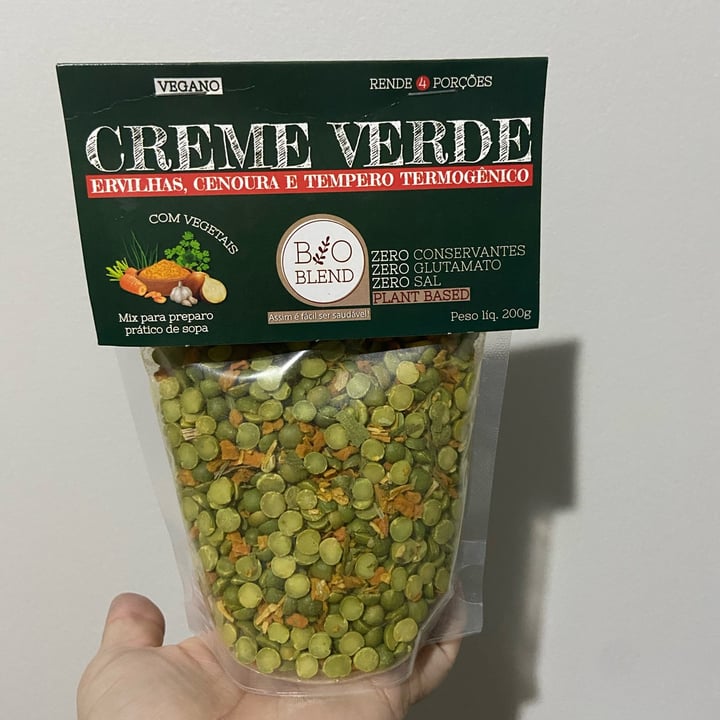 VEGANO
RENDE 4 PORÇÕES
CREME VERDE
ERVILHAS, CENOURA E TEMPERO TERMOGÊNICO
COM VEGETAIS
BIO
BLEND
Assim é fácil ser saudável!
ZERO CONSERVANTES
ZERO GLUTAMATO
ZERO SAL
PLANT BASED
Mix para preparo
prático de sopa
Peso líq. 200g